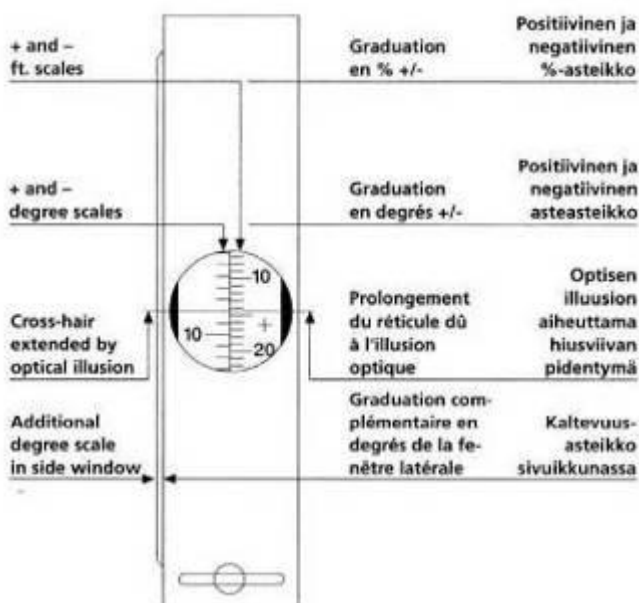 + and –
ft. scales
Graduation
en % +/-
Positiivinen ja
negatiivinen
%-asteikko
+ and –
degree scales
Graduation
en degrés +/-
Positiivinen ja
negatiivinen
asteasteikko
10
10
+
20
Cross-hair
extended by
optical illusion
Prolongement
du réticule dû
à l'illusion
optique
Optisen
illuusion
aiheuttama
hiusviivan
pidentymä
Additional
degree scale
in side window
Graduation com-
plémentaire en
degrés de la fe-
nêtre latérale
Kaltevuus-
asteikko
sivuikkunassa